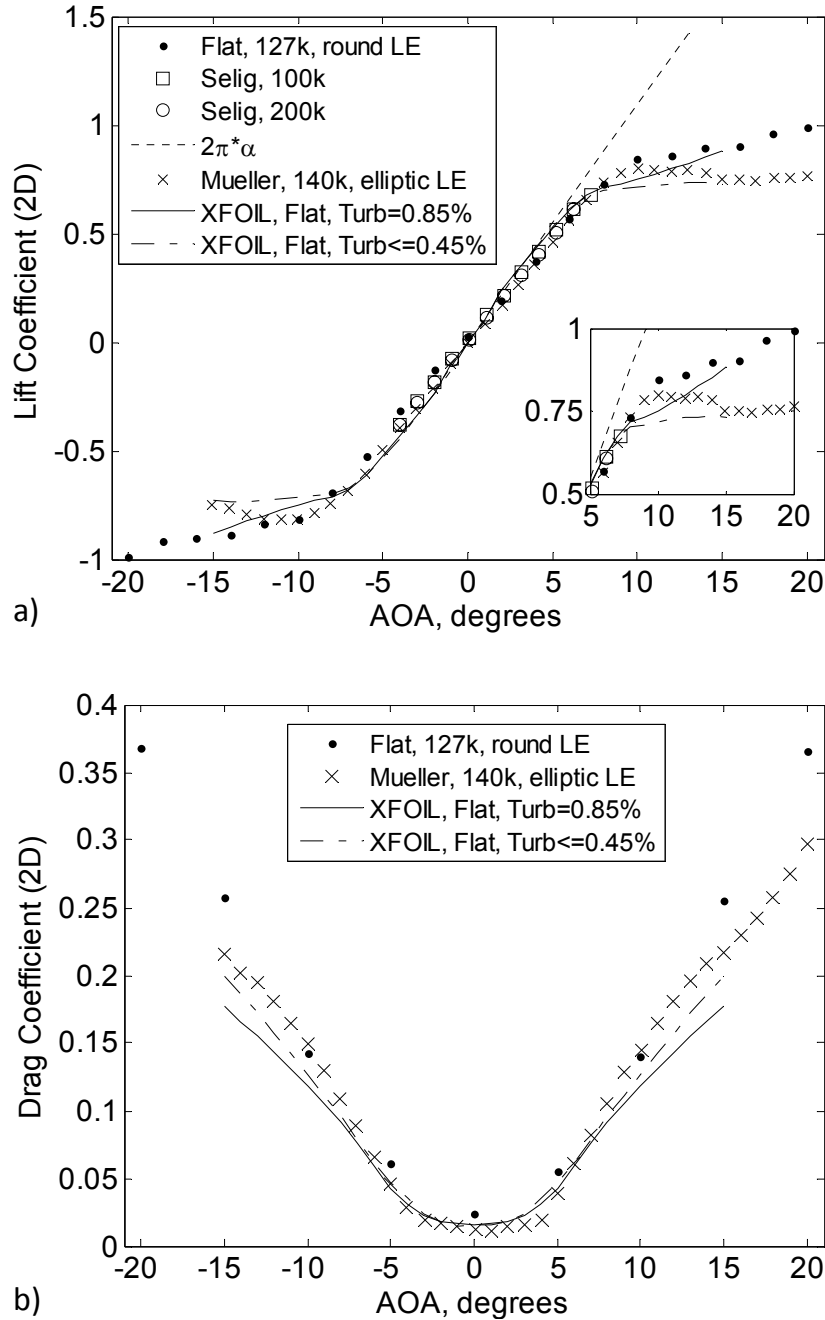 1.5
1
0.5
0
-0.5
-1
Lift Coefficient (2D)
Flat, 127k, round LE
Selig, 100k
Selig, 200k
2π*α
Mueller, 140k, elliptic LE
XFOIL, Flat, Turb=0.85%
XFOIL, Flat, Turb<=0.45%
1
0.75
0.5
5 10 15 20
-20 -15 -10 -5 0 5 10 15 20
AOA, degrees
a)
0.4
0.35
0.3
0.25
0.2
0.15
0.1
0.05
0
Drag Coefficient (2D)
Flat, 127k, round LE
Mueller, 140k, elliptic LE
XFOIL, Flat, Turb=0.85%
XFOIL, Flat, Turb<=0.45%
-20 -15 -10 -5 0 5 10 15 20
AOA, degrees
b)